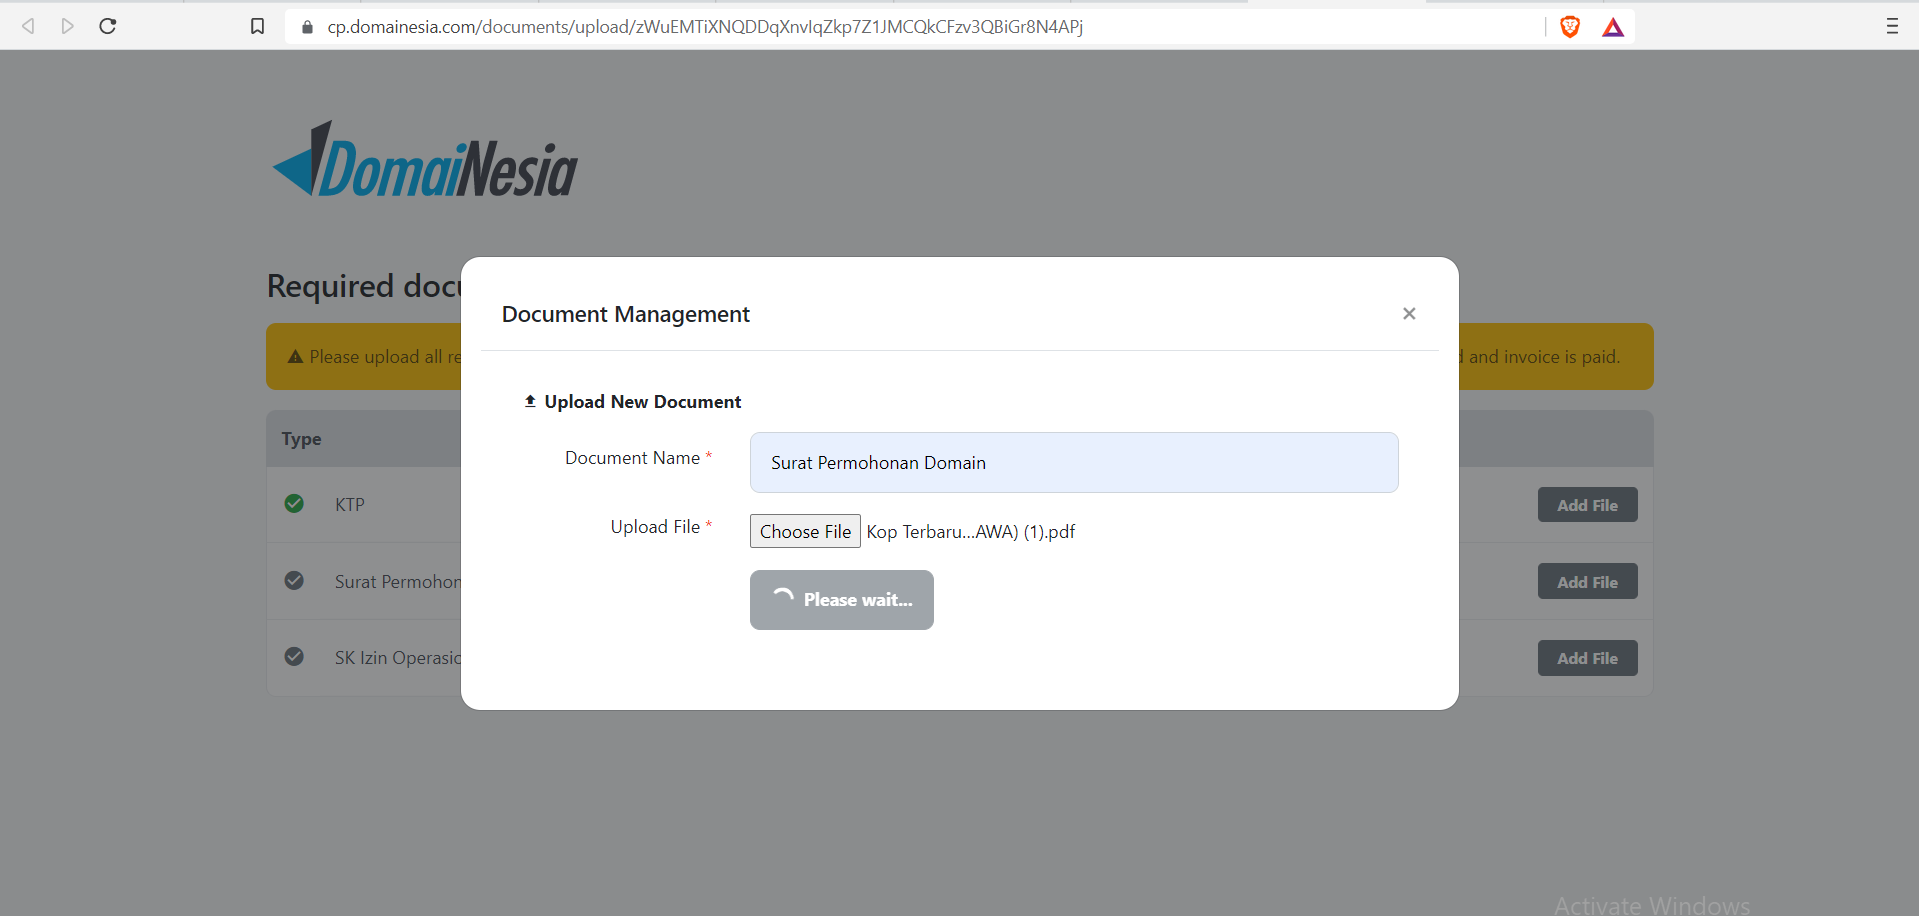 cp.domainesia.com/documents/upload/zWuEMTiXNQDDqXnvIqZkp7Z1JMCQkCFzv3QBiGr8N4APj
DomaiNesia
Required docu
Please upload all re
d and invoice is paid.
Document Management
Upload New Document
Document Name *
Surat Permohonan Domain
Upload File *
Choose File Kop Terbaru...AWA) (1).pdf
Please wait...
Type
KTP
Add File
Surat Permohon
Add File
SK Izin Operasic
Add File
Activate Windows